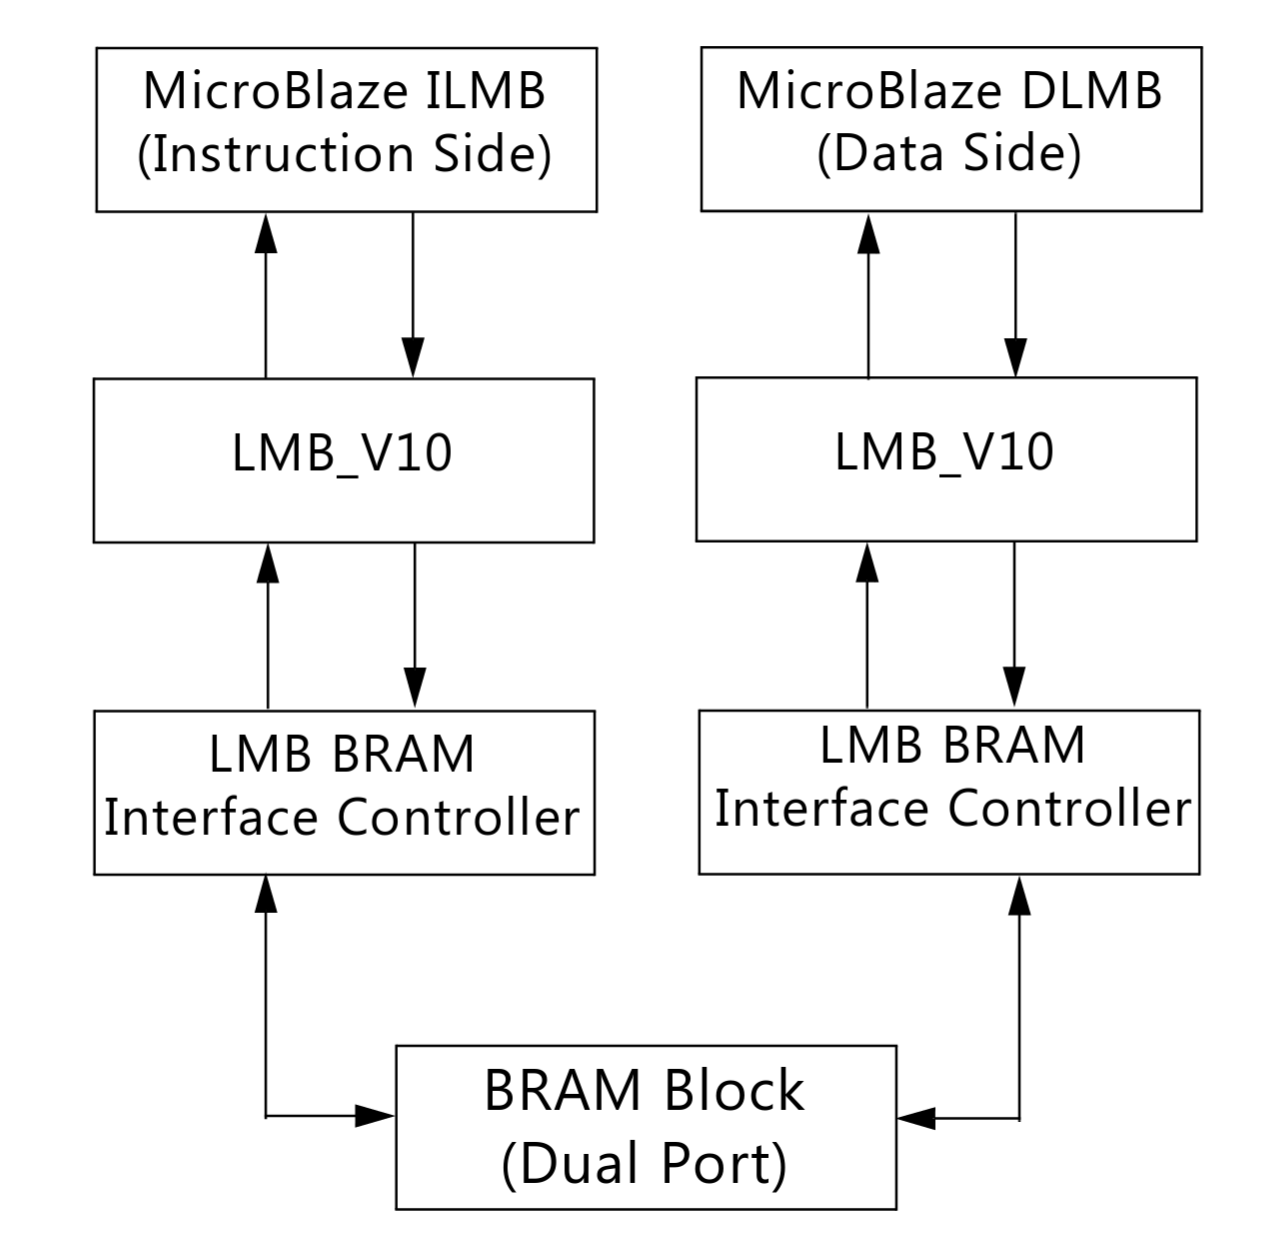 MicroBlaze ILMB
(Instruction Side)
MicroBlaze DLMB
(Data Side)
LMB_V10
LMB_V10
LMB BRAM
Interface Controller
LMB BRAM
Interface Controller
BRAM Block
(Dual Port)